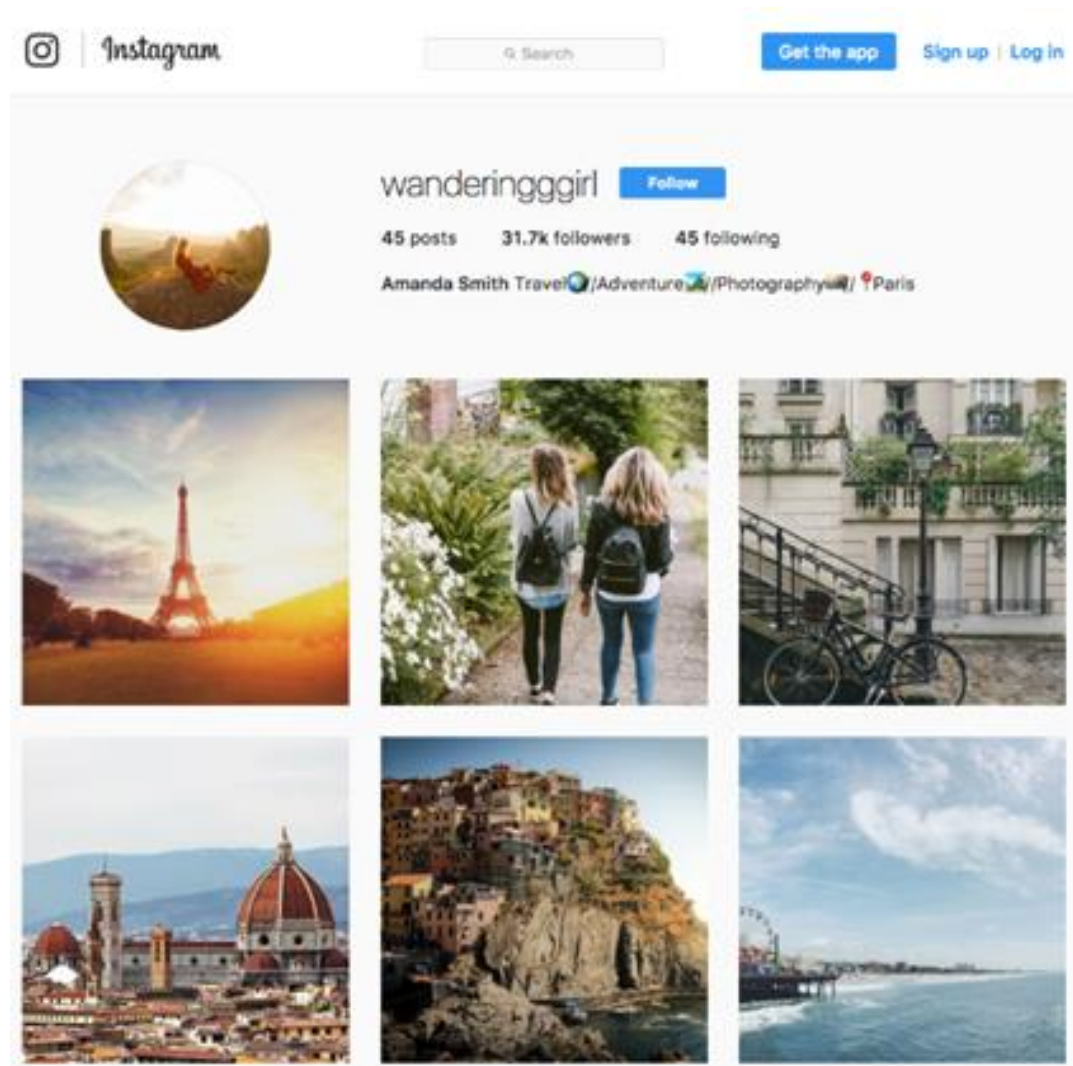 Instagram
Search
Get the app
Sign up | Log in
wanderingggirl
Follow
45 posts 31.7k followers 45 following
Amanda Smith Travel🌍//Adventure🏞//Photography📷// 📍Paris